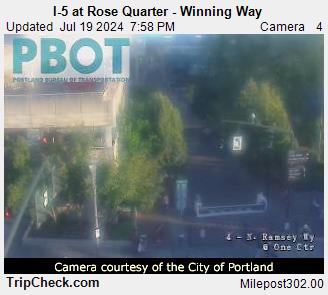 I-5 at Rose Quarter - Winning Way
Updated Jul 19 2024 7:58 PM Camera 4
PBOT
PORTLAND BUREAU OF TRANSPORTATION
4 - N. Ramsey Wy
@ One Ctr
Camera courtesy of the City of Portland
TripCheck.com Milepost302.00